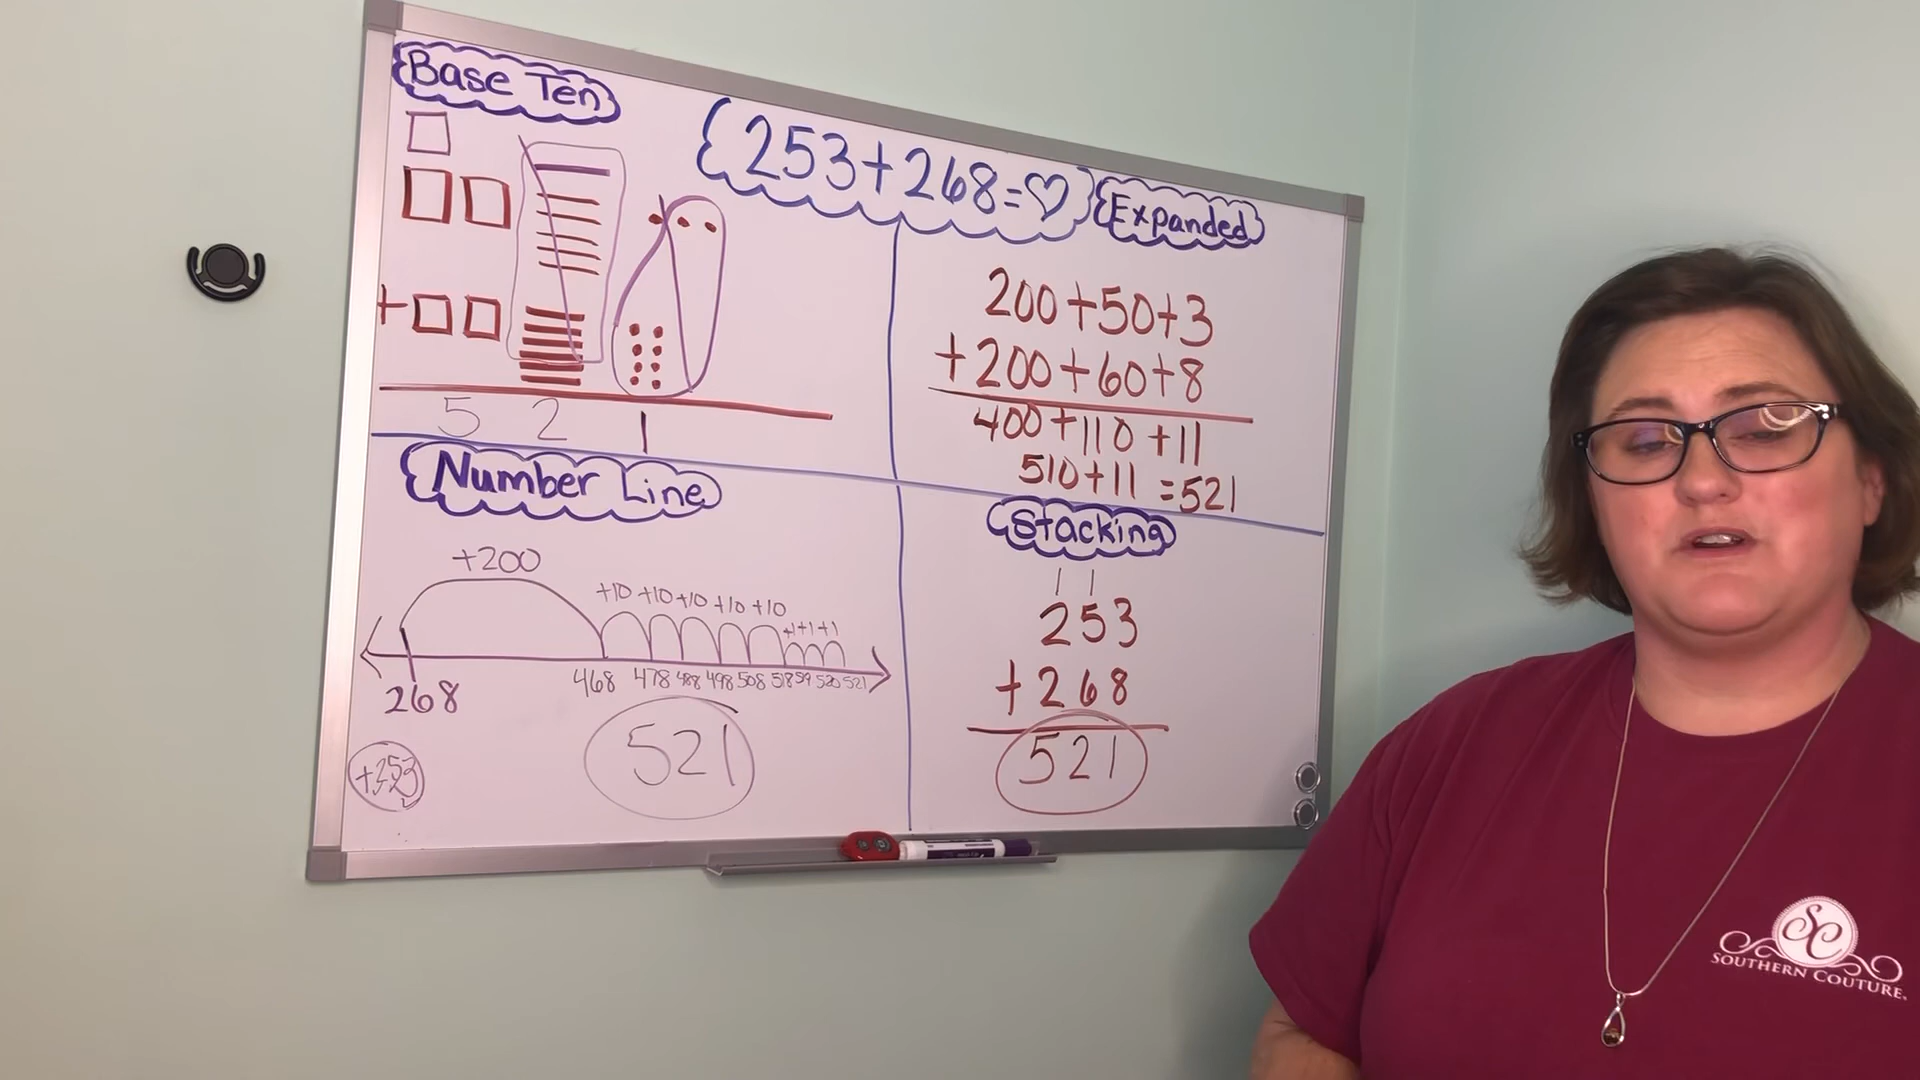 Base Ten
253+268=♡
5 2 1
Expanded
200+50+3
+200+60+8
400+110+11
510+11=521
Number Line
+200
+10 +10 +10 +10 +10
+1+1+1
268
468 478 488 498 508 518 520 521
521
+253
Stacking
1 1
253
+268
521
SC
SOUTHERN COUTURE